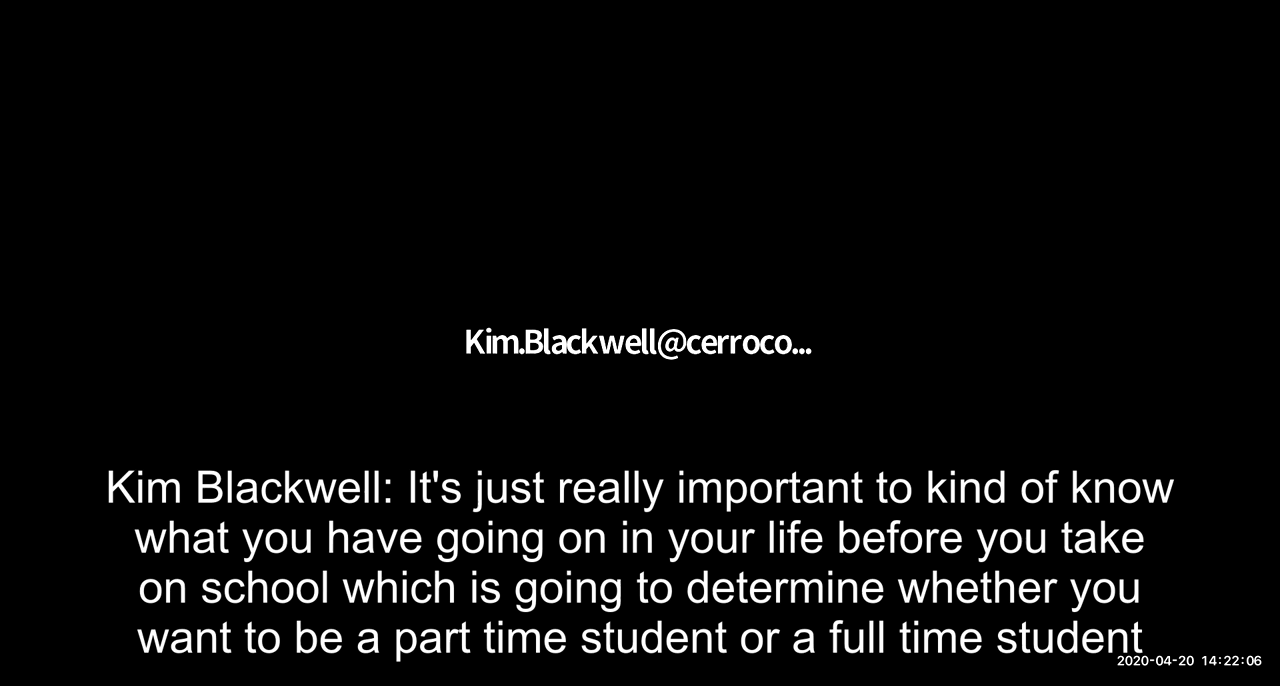 Kim.Blackwell@cerroco...
Kim Blackwell: It's just really important to kind of know
what you have going on in your life before you take
on school which is going to determine whether you
want to be a part time student or a full time student
2020-04-20 14:22:06